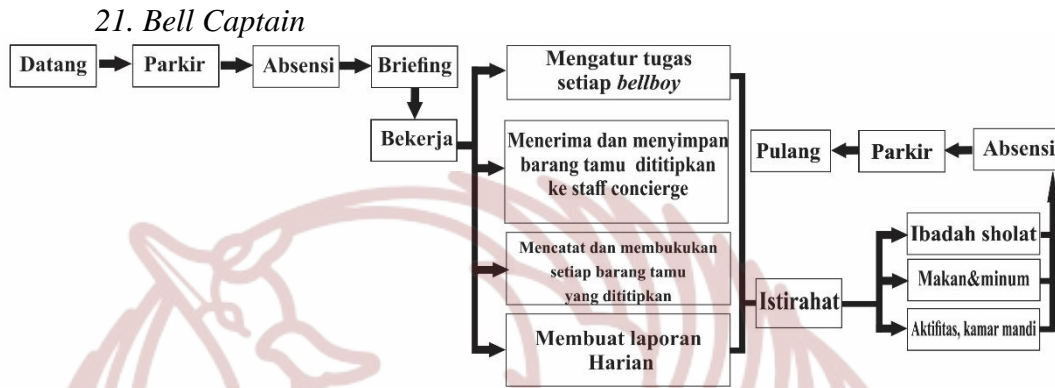 21. Bell Captain
Datang
Parkir
Absensi
Briefing
Bekerja
Mengatur tugas
setiap bellboy
Menerima dan menyimpan
barang tamu dititipkan
ke staff concierge
Mencatat dan membukukan
setiap barang tamu
yang dititipkan
Membuat laporan
Harian
Istirahat
Ibadah sholat
Makan&minum
Aktifitas, kamar mandi
Absensi
Parkir
Pulang